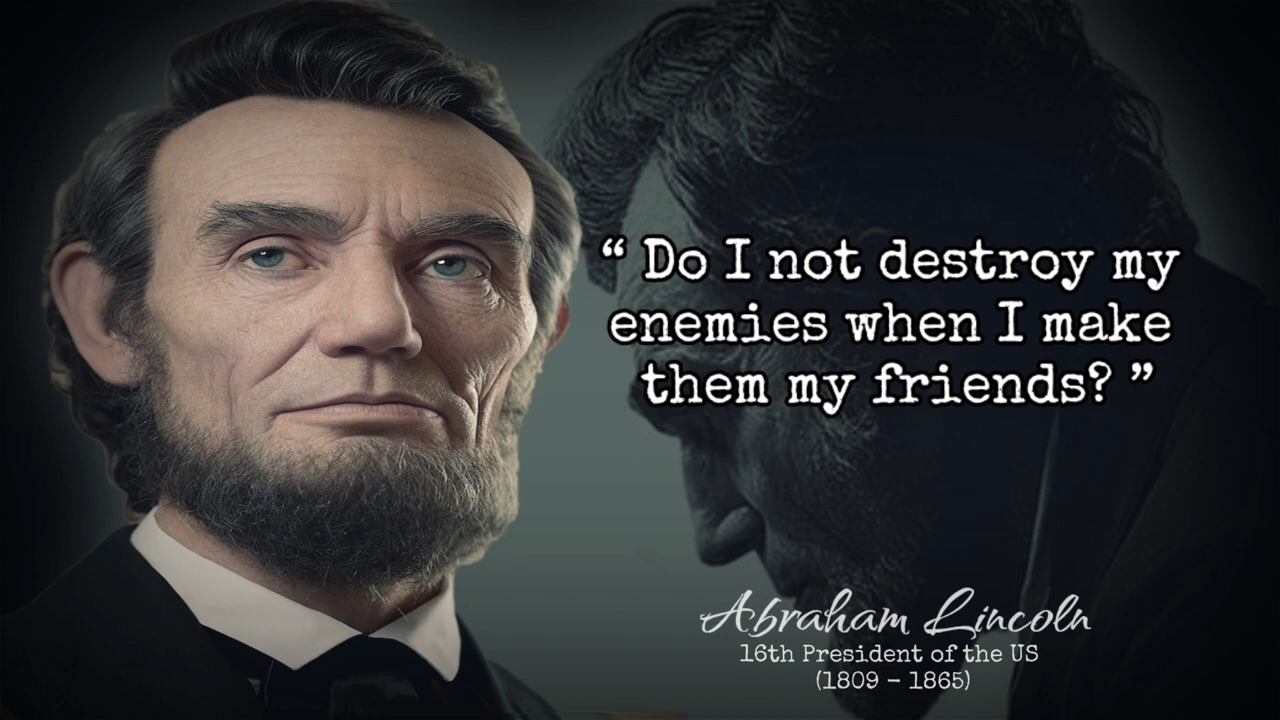 “ Do I not destroy my
enemies when I make
them my friends? ”
Abraham Lincoln
16th President of the US
(1809 – 1865)